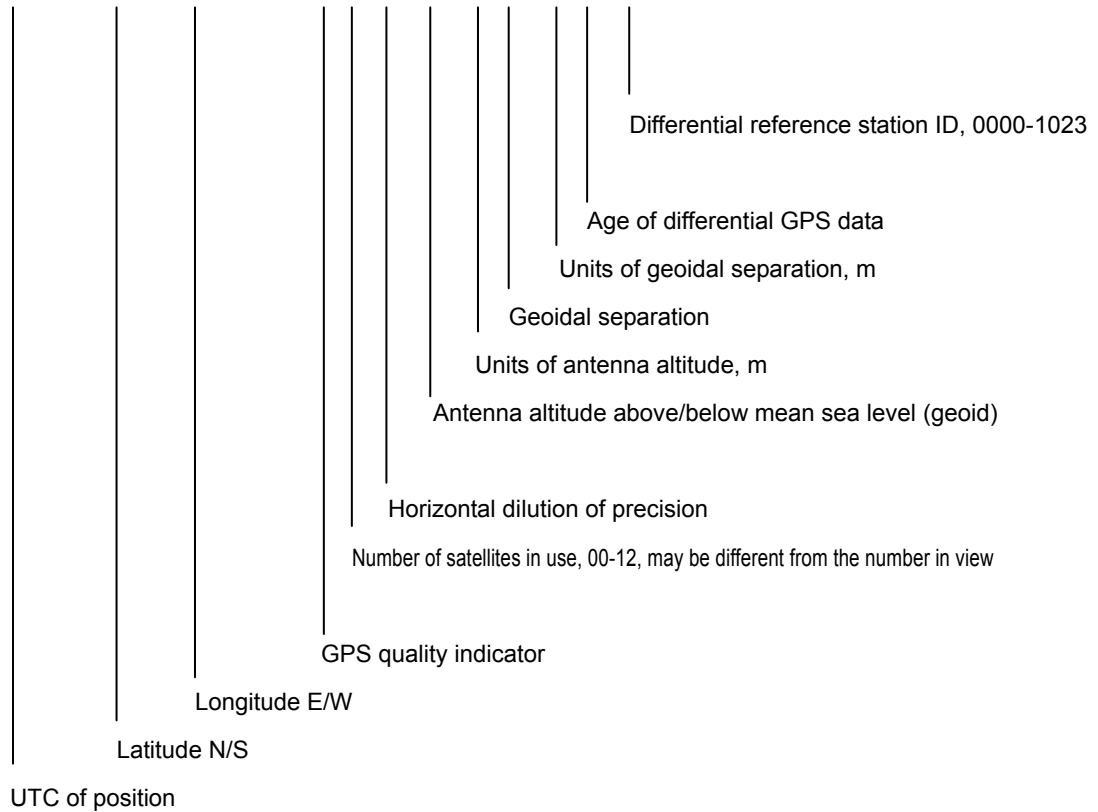 Differential reference station ID, 0000-1023
Age of differential GPS data
Units of geoidal separation, m
Geoidal separation
Units of antenna altitude, m
Antenna altitude above/below mean sea level (geoid)
Horizontal dilution of precision
Number of satellites in use, 00-12, may be different from the number in view
GPS quality indicator
Longitude E/W
Latitude N/S
UTC of position